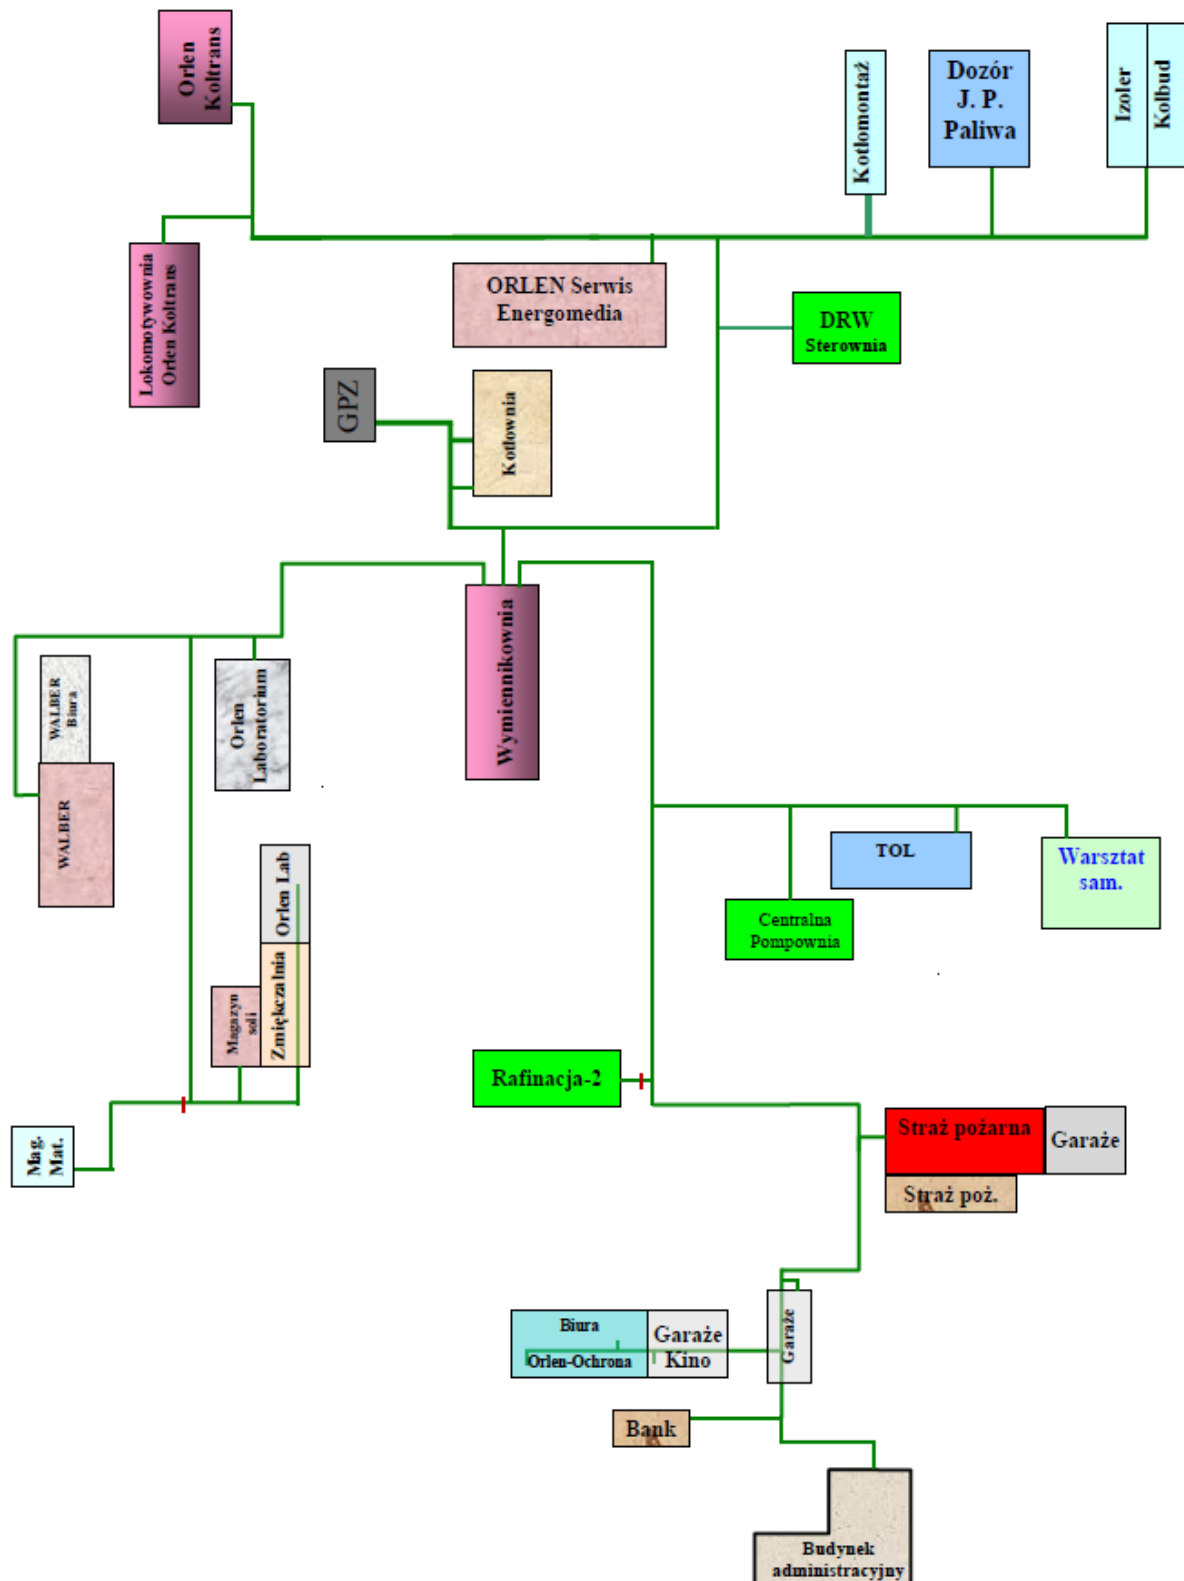 Orlen
Koltrans
Kotłomontaż
Dozór
J. P.
Paliwa
Izoler
Kolbud
Lokomotywownia
Orlen Koltrans
ORLEN Serwis
Energomedia
DRW
Sterownia
GPZ
Kotłownia
Wymiennikownia
WALBER
Biura
Orlen
Laboratorium
WALBER
TOL
Warsztat
sam.
Centralna
Pompownia
Orlen Lab
Zmiękczalnia
Magazyn
soli
Rafinacja-2
Mag.
Mat.
Straż pożarna
Garaże
Straż poż.
Biura
Orlen-Ochrona
Garaże
Kino
Garaże
Bank
Budynek
administracyjny